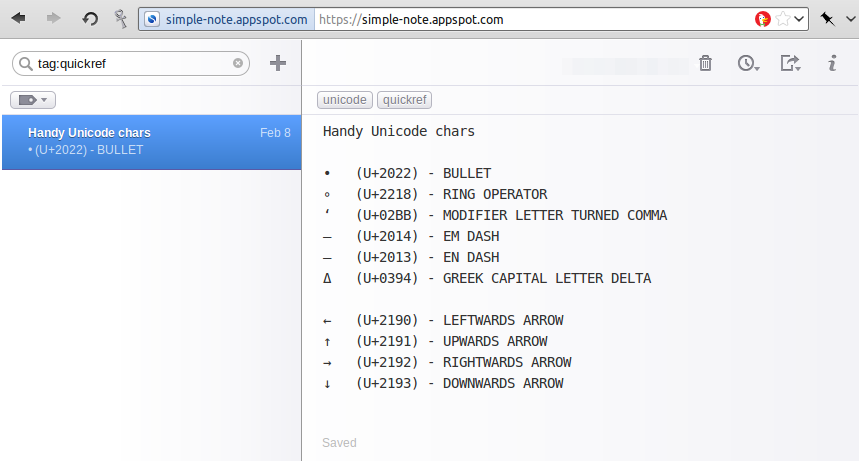 simple-note.appspot.com https://simple-note.appspot.com
tag:quickref
unicode quickref
Handy Unicode chars Feb 8
• (U+2022) - BULLET
Handy Unicode chars
• (U+2022) - BULLET
∘ (U+2218) - RING OPERATOR
ʻ (U+02BB) - MODIFIER LETTER TURNED COMMA
— (U+2014) - EM DASH
– (U+2013) - EN DASH
Δ (U+0394) - GREEK CAPITAL LETTER DELTA
← (U+2190) - LEFTWARDS ARROW
↑ (U+2191) - UPWARDS ARROW
→ (U+2192) - RIGHTWARDS ARROW
↓ (U+2193) - DOWNWARDS ARROW
Saved